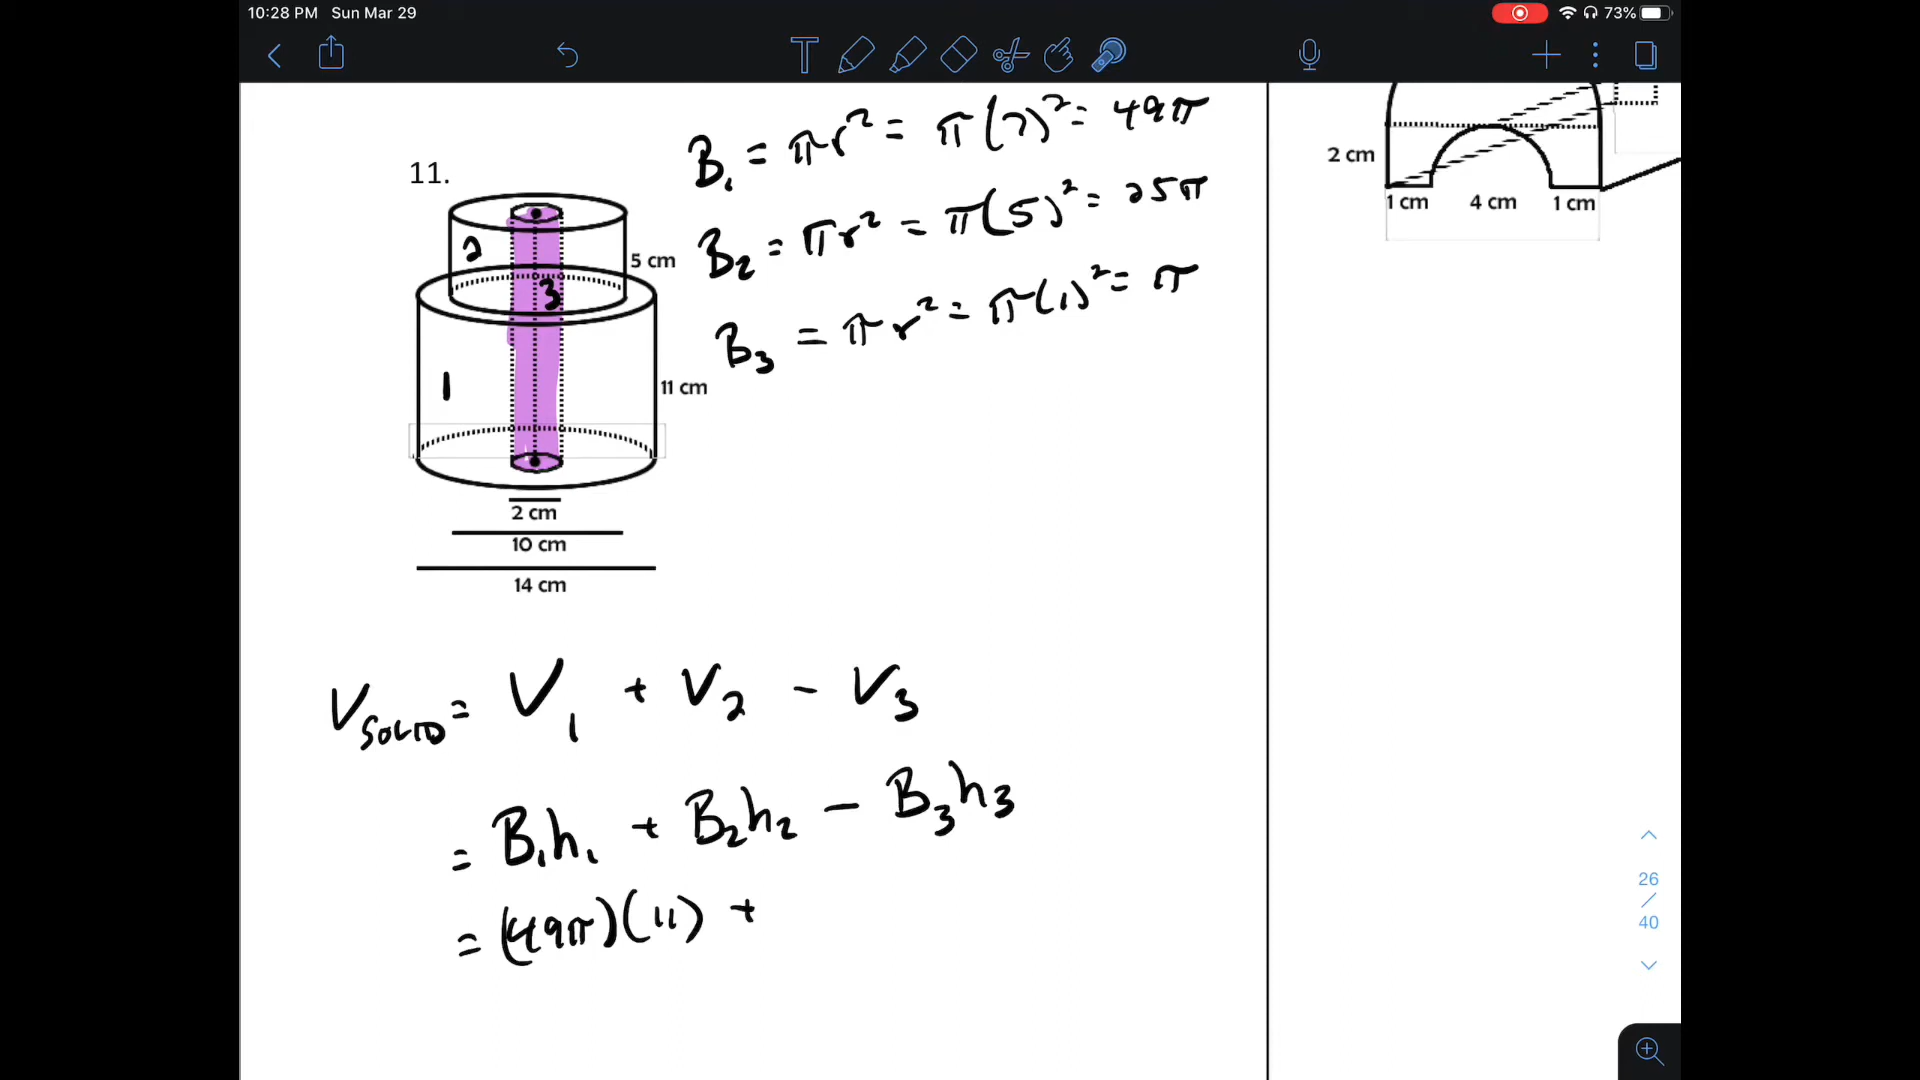 10:28 PM Sun Mar 29
73%
11.
B₁ = πr² = π(7)² = 49π
B₂ = πr² = π(5)² = 25π
B₃ = πr² = π(1)² = π
2
5 cm
3
1
11 cm
2 cm
10 cm
14 cm
V SOLID = V₁ + V₂ - V₃
= B₁h₁ + B₂h₂ - B₃h₃
= (49π)(11) +
2 cm
1 cm 4 cm 1 cm
26
/
40